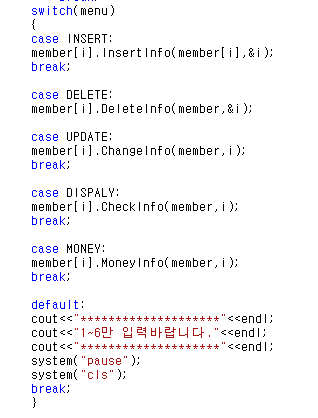 switch(menu)
{
case INSERT:
member[i].InsertInfo(member[i],&i);
break;
case DELETE:
member[i].DeleteInfo(member,&i);
case UPDATE:
member[i].ChangeInfo(member,i);
break;
case DISPALY:
member[i].CheckInfo(member,i);
break;
case MONEY:
member[i].MoneyInfo(member,i);
break;
default:
cout<<"********************"<<endl;
cout<<"1~6만 입력바랍니다."<<endl;
cout<<"********************"<<endl;
system("pause");
system("cls");
break;
}